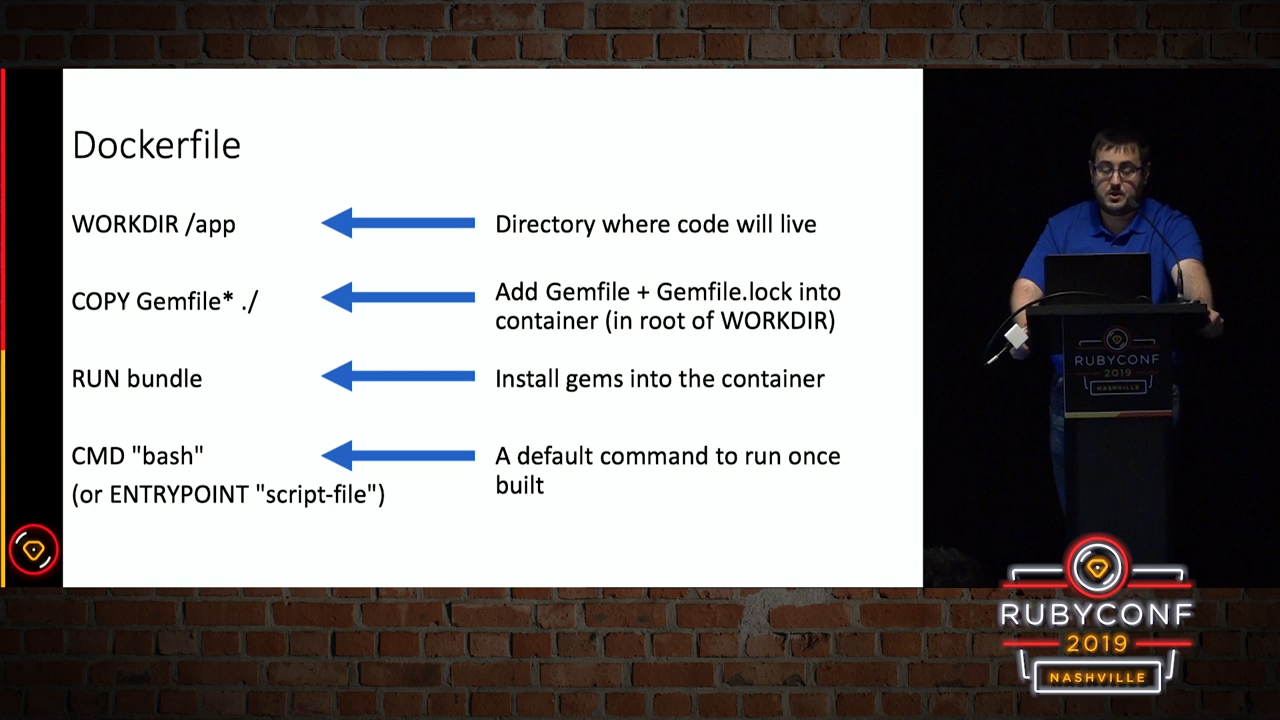 Dockerfile
WORKDIR /app
Directory where code will live
COPY Gemfile* ./
Add Gemfile + Gemfile.lock into
container (in root of WORKDIR)
RUN bundle
Install gems into the container
CMD "bash"
(or ENTRYPOINT "script-file")
A default command to run once
built
RUBYCONF
2019
NASHVILLE
RUBYCONF
2019
NASHVILLE